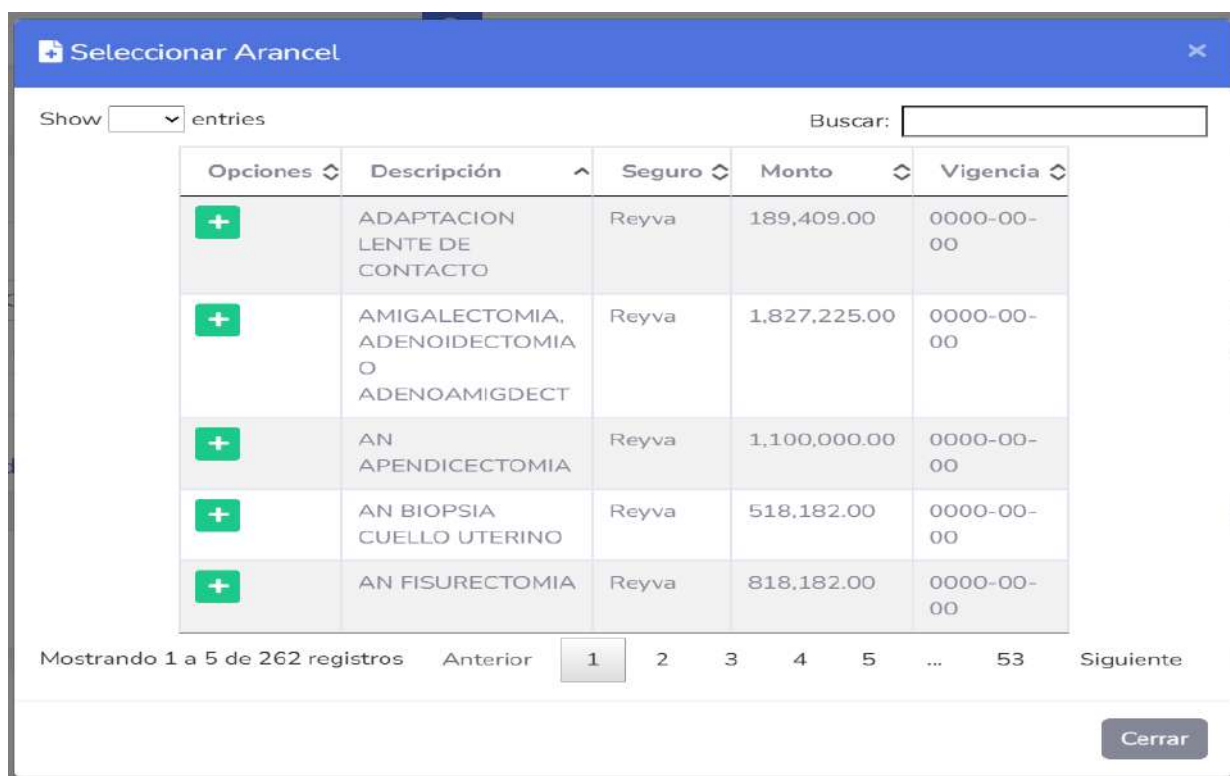 Seleccionar Arancel
Show entries
Buscar:
Opciones Descripción Seguro Monto Vigencia
ADAPTACION Reyva 189,409.00 0000-00-
LENTE DE 00
CONTACTO
AMIGALECTOMIA, Reyva 1,827,225.00 0000-00-
ADENOIDECTOMIA 00
O
ADENOAMIGDECT
AN Reyva 1,100,000.00 0000-00-
APENDICECTOMIA 00
AN BIOPSIA Reyva 518,182.00 0000-00-
CUELLO UTERINO 00
AN FISURECTOMIA Reyva 818,182.00 0000-00-
00
Mostrando 1 a 5 de 262 registros Anterior 1 2 3 4 5 ... 53 Siguiente
Cerrar